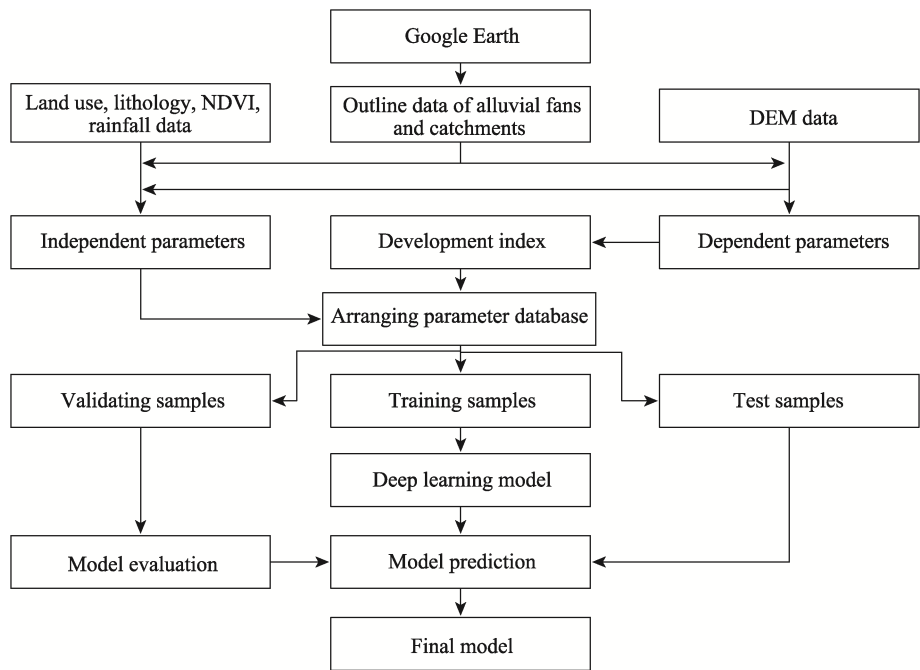 Google Earth
Land use, lithology, NDVI,
rainfall data
Outline data of alluvial fans
and catchments
DEM data
Independent parameters
Development index
Dependent parameters
Arranging parameter database
Validating samples
Training samples
Test samples
Deep learning model
Model evaluation
Model prediction
Final model